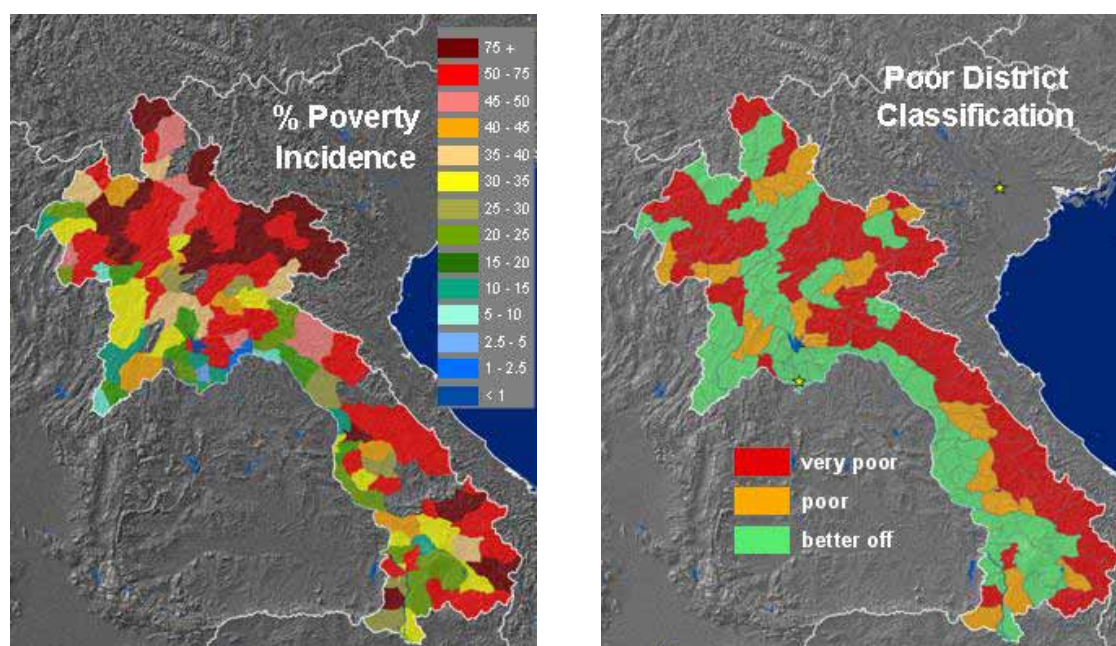 % Poverty
Incidence
75 +
50 - 75
45 - 50
40 - 45
35 - 40
30 - 35
25 - 30
20 - 25
15 - 20
10 - 15
5 - 10
2.5 - 5
1 - 2.5
< 1
Poor District
Classification
very poor
poor
better off